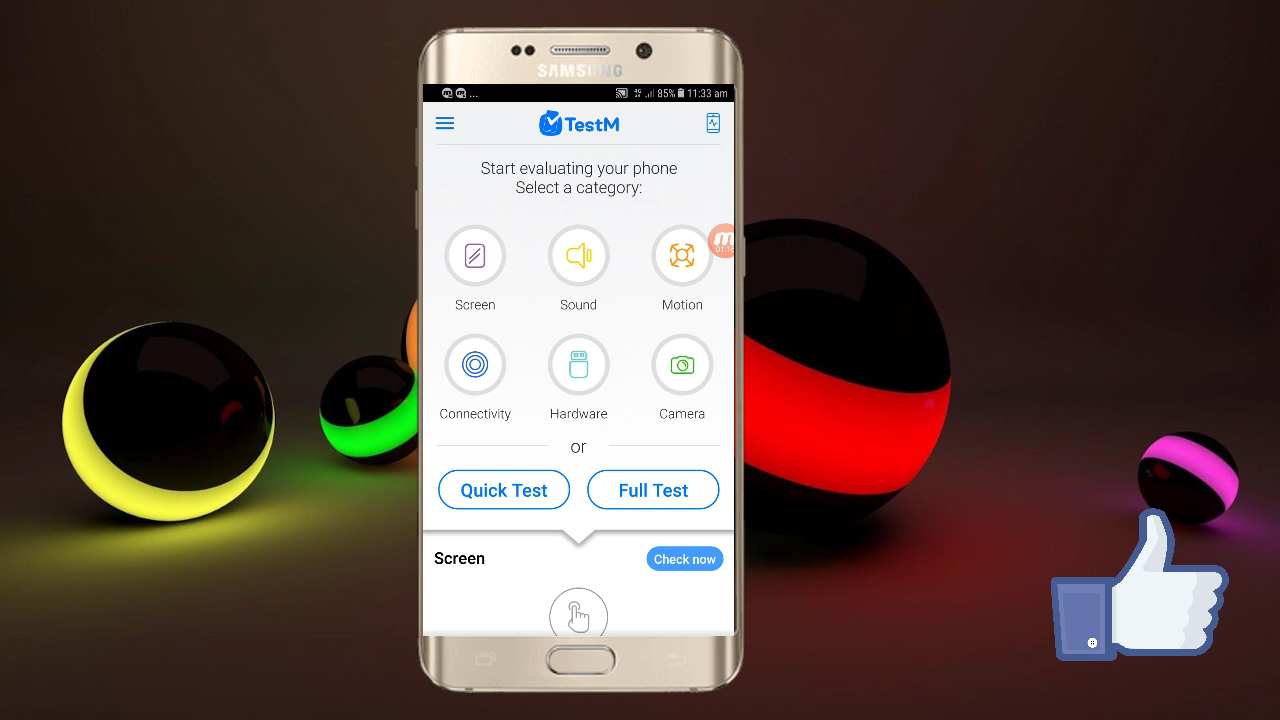 SAMSUNG
... 4G 85% 11:33 am
TestM
Start evaluating your phone
Select a category:
Screen Sound Motion
Connectivity Hardware Camera
or
Quick Test Full Test
Screen Check now